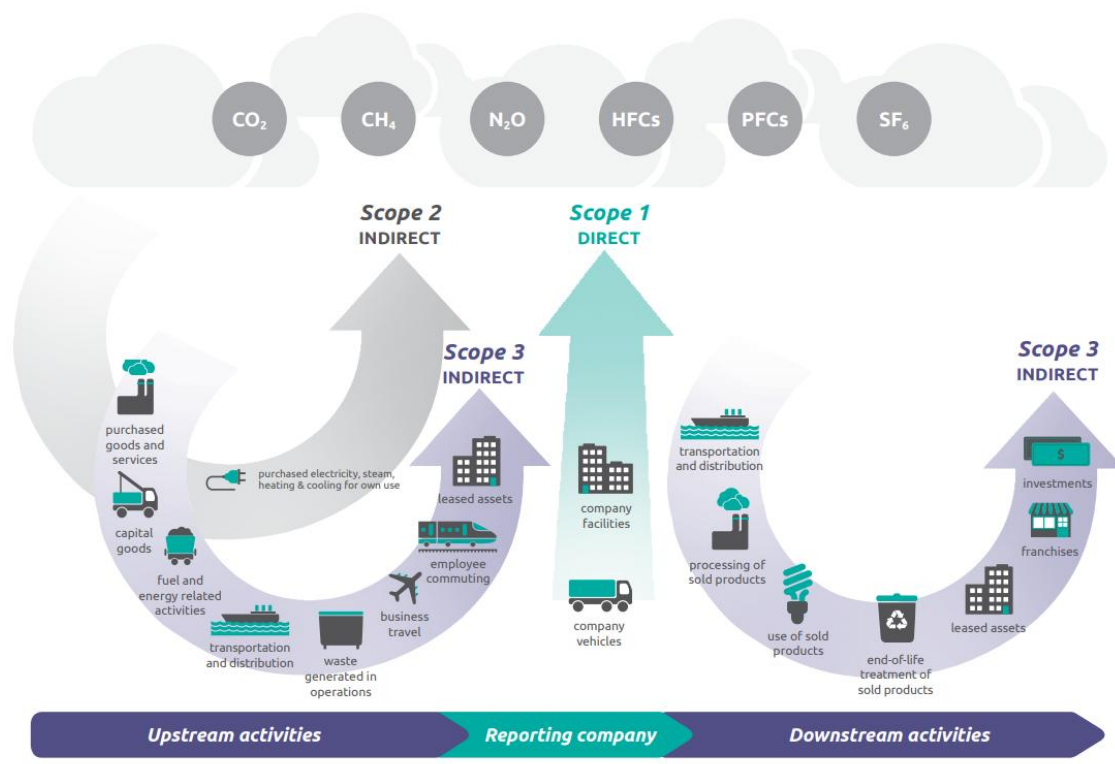 CO₂
CH₄
N₂O
HFCs
PFCs
SF₆
Scope 2
INDIRECT
Scope 1
DIRECT
Scope 3
INDIRECT
Scope 3
INDIRECT
purchased
goods and
services
capital
goods
fuel and
energy related
activities
transportation
and distribution
waste
generated in
operations
business
travel
employee
commuting
leased assets
purchased electricity, steam,
heating & cooling for own use
company
facilities
company
vehicles
transportation
and distribution
processing of
sold products
use of sold
products
end-of-life
treatment of
sold products
leased assets
franchises
$
investments
Upstream activities
Reporting company
Downstream activities